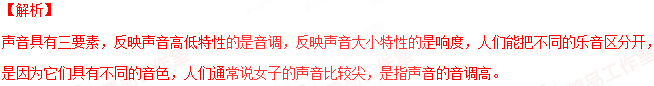 【解析】
声音具有三要素，反映声音高低特性的是音调，反映声音大小特性的是响度，人们能把不同的乐音区分开，
是因为它们具有不同的音色，人们通常说女子的声音比较尖，是指声音的音调高。